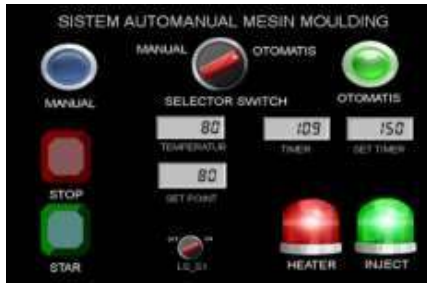 SISTEM AUTOMANUAL MESIN MOULDING
MANUAL OTOMATIS
MANUAL SELECTOR SWITCH OTOMATIS
80 109 150
TEMPERATUR TIMER SET TIMER
STOP 80
SET POINT
STAR HEATER INJECT